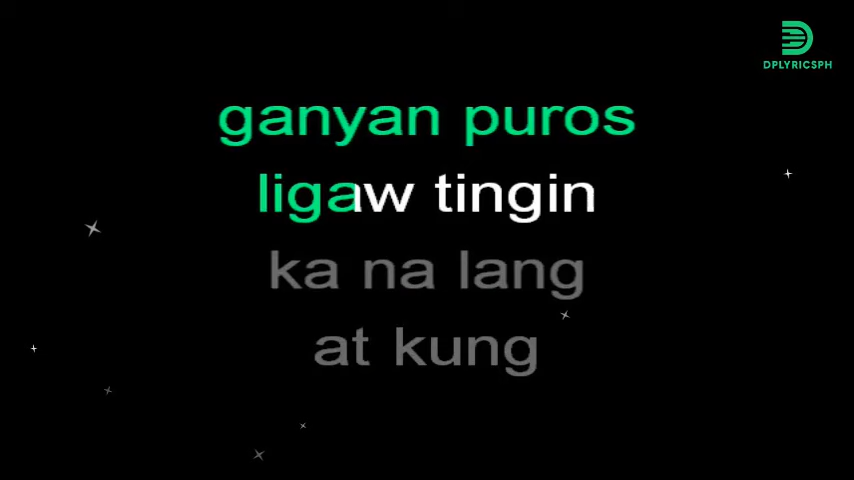 DPLYRICSPH
ganyan puros
ligaw tingin
ka na lang
at kung